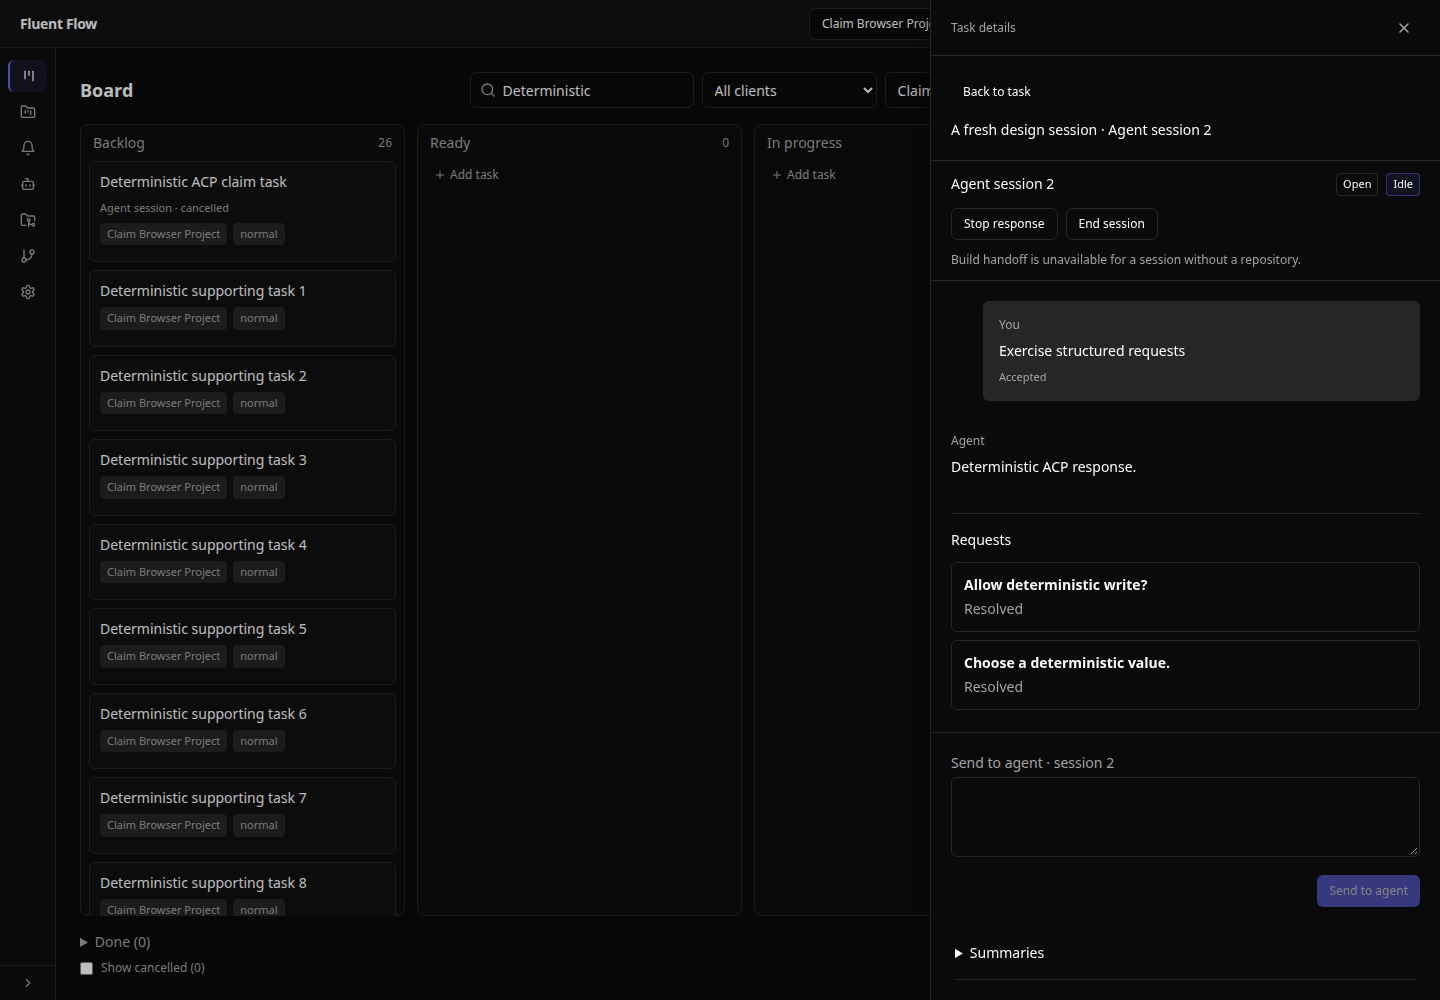 Fluent Flow
Claim Browser Proj
Board
Deterministic
All clients
Claim
Backlog 26
Deterministic ACP claim task
Agent session · cancelled
Claim Browser Project normal
Deterministic supporting task 1
Claim Browser Project normal
Deterministic supporting task 2
Claim Browser Project normal
Deterministic supporting task 3
Claim Browser Project normal
Deterministic supporting task 4
Claim Browser Project normal
Deterministic supporting task 5
Claim Browser Project normal
Deterministic supporting task 6
Claim Browser Project normal
Deterministic supporting task 7
Claim Browser Project normal
Deterministic supporting task 8
Claim Browser Project normal
Ready 0
+ Add task
In progress
+ Add task
Done (0)
Show cancelled (0)
Task details
Back to task
A fresh design session · Agent session 2
Agent session 2
Open Idle
Stop response End session
Build handoff is unavailable for a session without a repository.
You
Exercise structured requests
Accepted
Agent
Deterministic ACP response.
Requests
Allow deterministic write?
Resolved
Choose a deterministic value.
Resolved
Send to agent · session 2
Send to agent
Summaries